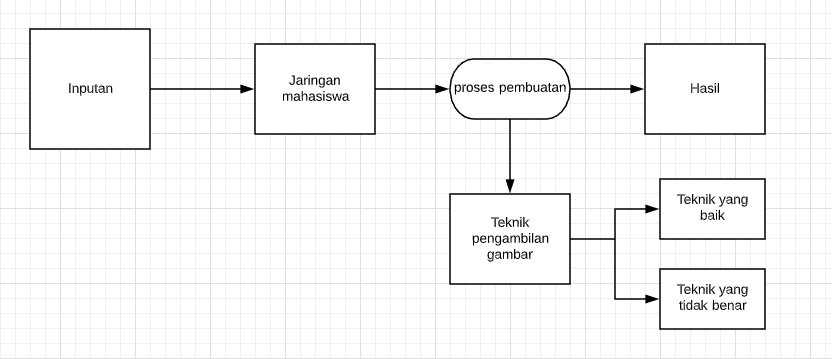 Inputan
Jaringan
mahasiswa
proses pembuatan
Hasil
Teknik
pengambilan
gambar
Teknik yang
baik
Teknik yang
tidak benar